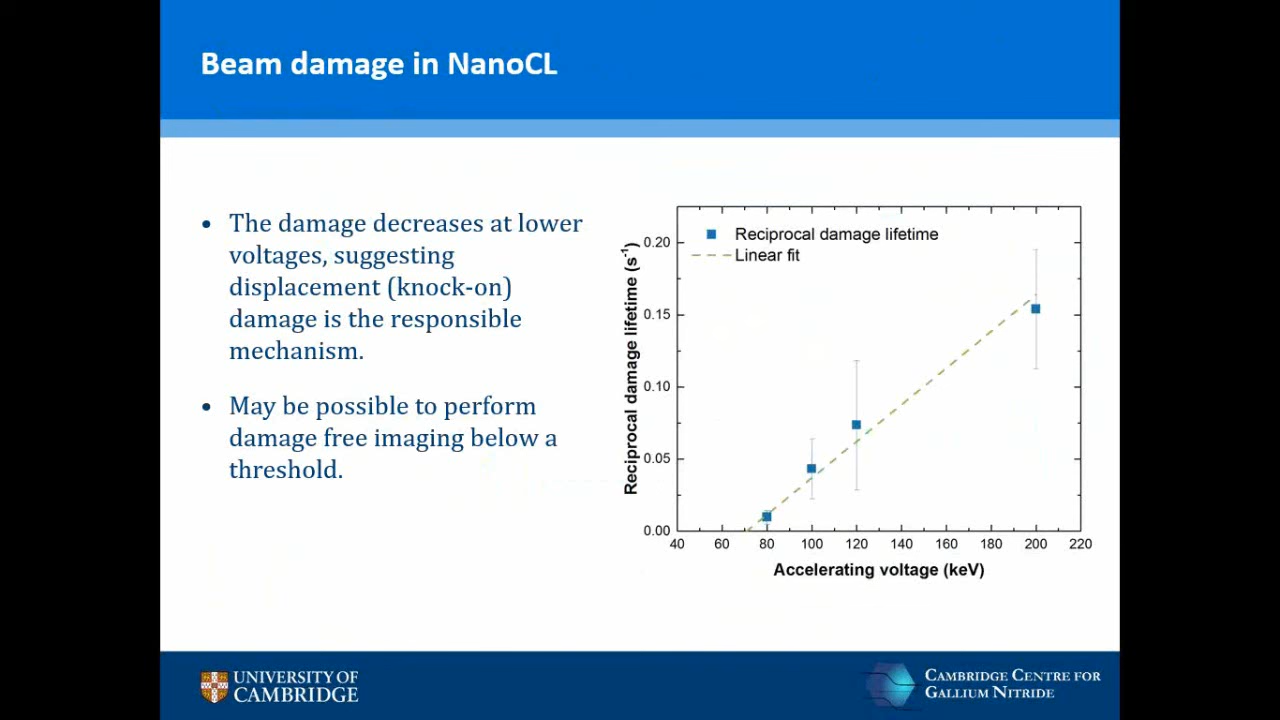 Beam damage in NanoCL
• The damage decreases at lower
voltages, suggesting
displacement (knock-on)
damage is the responsible
mechanism.
• May be possible to perform
damage free imaging below a
threshold.
Reciprocal damage lifetime (s⁻¹)
Reciprocal damage lifetime
Linear fit
0.20
0.15
0.10
0.05
0.00
40 60 80 100 120 140 160 180 200 220
Accelerating voltage (keV)
UNIVERSITY OF
CAMBRIDGE
CAMBRIDGE CENTRE FOR
GALLIUM NITRIDE